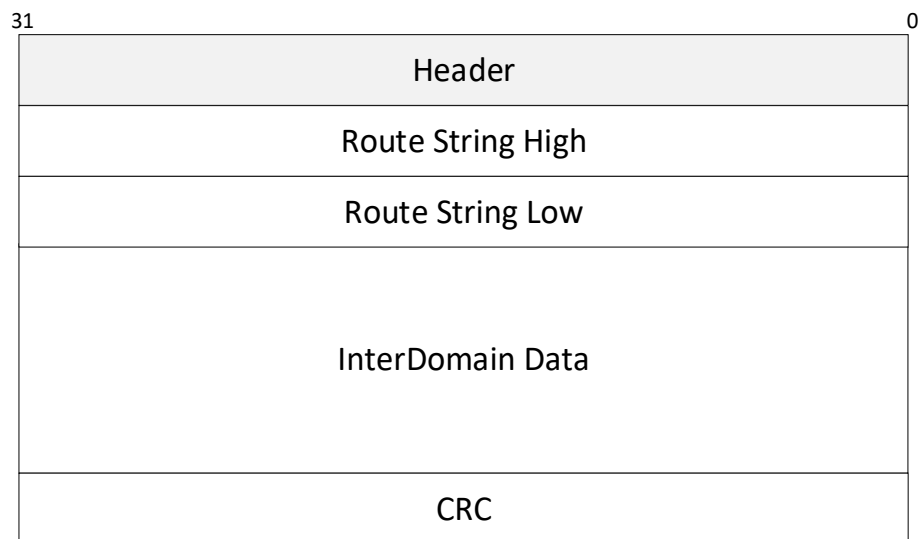 31 0
Header
Route String High
Route String Low
InterDomain Data
CRC